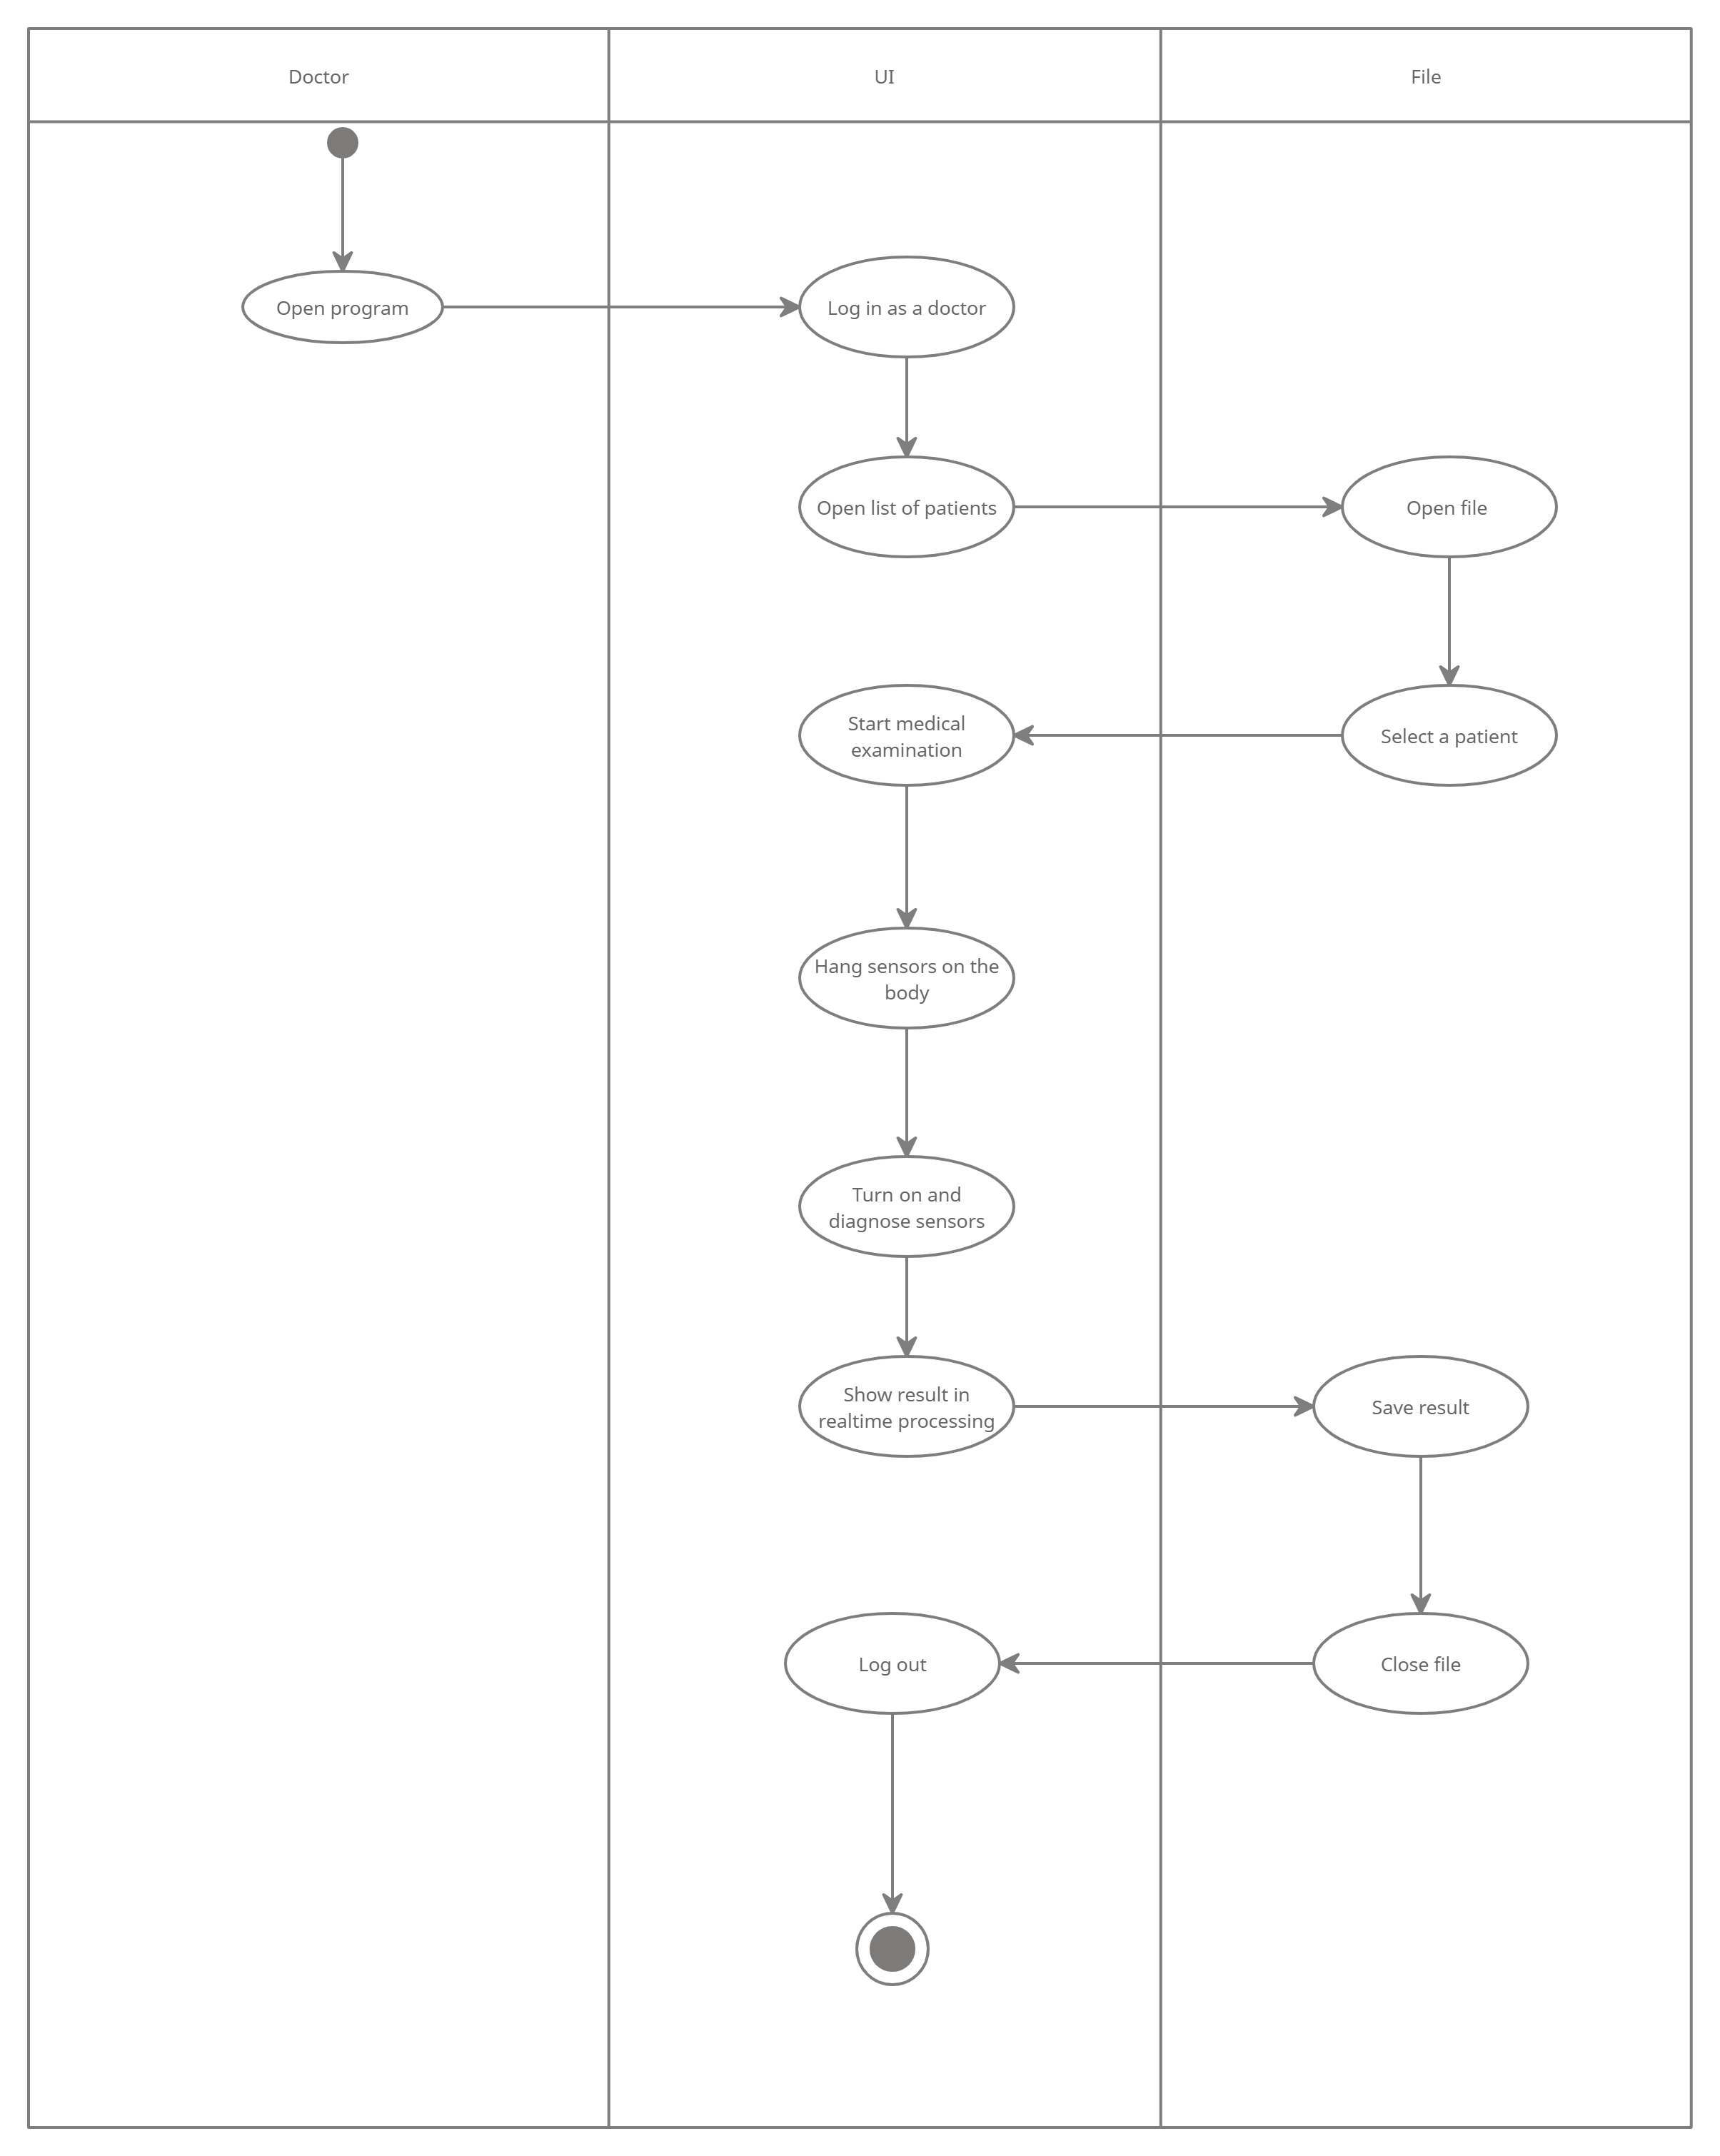 Doctor
UI
File
Open program
Log in as a doctor
Open list of patients
Open file
Start medical
examination
Select a patient
Hang sensors on the
body
Turn on and
diagnose sensors
Show result in
realtime processing
Save result
Log out
Close file